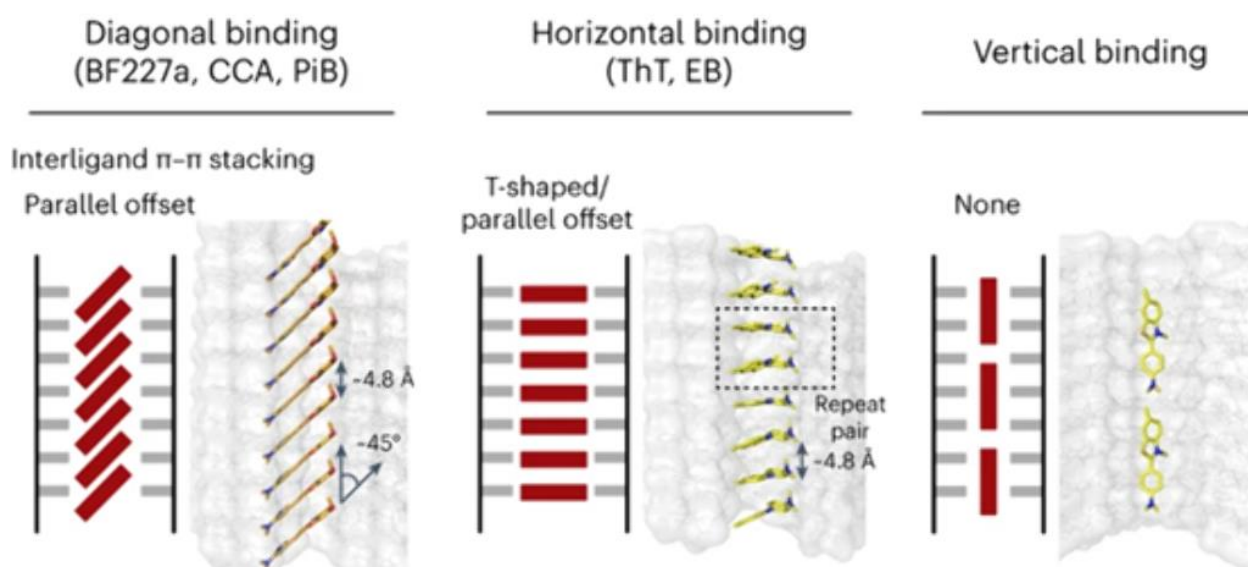 Diagonal binding
(BF227a, CCA, PiB)
Horizontal binding
(ThT, EB)
Vertical binding
Interligand π–π stacking
Parallel offset
T-shaped/
parallel offset
None
~4.8 Å
~45°
Repeat
pair
~4.8 Å